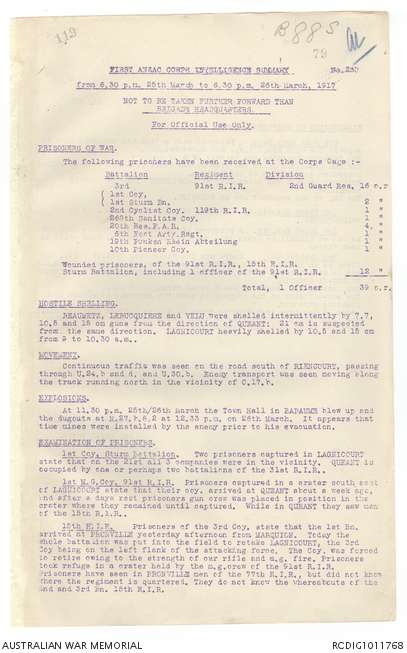 119
B88S
79
FIRST ANZAC CORPS INTELLIGENCE SUMMARY No.230
from 6.30 p.m. 25th March to 6.30 p.m. 26th March, 1917
NOT TO BE TAKEN FURTHER FORWARD THAN
BRIGADE HEADQUARTERS
For Official Use Only.
PRISONERS OF WAR.
The following prisoners have been received at the Corps Cage :-
Battalion Regiment Division
3rd 91st R.I.R. 2nd Guard Res, 16 o.r
( 1st Coy,
( 1st Sturm Bn. 2 "
2nd Cyclist Coy. 119th R.I.R. 1 "
268th Sanitats Coy. 1 "
20th Res.F.A.R. 4. "
6th Foot Arty.Regt. 1 "
19th Funken Klein Abteilung 1 "
10th Pioneer Coy. 1 "
Wounded prisoners, of the 91st R.I.R., 15th R.I.R.
Sturm Battalion, including 1 officer of the 91st R.I.R. 12 "
Total, 1 Officer 39 o.r
HOSTILE SHELLING.
BEAUMETZ, LEBUCQUIERE and VELU were shelled intermittently by 7.7,
10.5 and 15 cm guns from the direction of QUEANT: 21 cm is suspected
from the same direction. LAGNICOURT heavily shelled by 10.5 and 15 cm
from 9 to 10.30 a.m..
MOVEMENT.
Continuous traffic was seen on the road south of RIENCOURT, passing
through U.24.b and d, and U.30.b. Enemy transport was seen moving along
the track running north in the vicinity of C.17.b.
EXPLOSIONS.
At 11.30 p.m. 25th/26th March the Town Hall in BAPAUME blew up and
the dugouts at H.27.b.8.2 at 12.33 p.m. on 26th March. It appears that
time mines were installed by the enemy prior to his evacuation.
EXAMINATION OF PRISONERS.
1st Coy, Sturm Battalion. Two prisoners captured in LAGNICOURT
state that on the 21st all 3 companies were in the vicinity. QUEANT is
occupied by one perhaps two battalions of the 31st R.I.R.
1st M.G.Coy, 91st R.I.R. Prisoners captured in a crater south east
of LAGNICOURT state that their coy. arrived at QUEANT about a week ago,
and after a days rest prisoners gun crew was placed in position in the
crater where they remained until captured. While in QUEANT they saw men
of the 15th R.I.R..
15th R.I.R. Prisoners of the 3rd Coy, state that the 1st Bn.
arrived at PRONVILLE yesterday afternoon from MARQUION. Today the
whole battalion was put into the field to retake LAGNICOURT, the 3rd
Coy being on the left flank of the attacking force. The Coy. was forced
to retire owing to the strength of our rifle and m.g. fire. Prisoners
took refuge in a crater held by the m.g.crew of the 91st R.I.R.
Prisoners have seen in PRONVILLE men of the 77th R.I.R., but did not know
where the regiment is quartered. They do not know the whereabouts of the
2nd and 3rd Bn. 15th R.I.R.
AUSTRALIAN WAR MEMORIAL RCDIG1011768